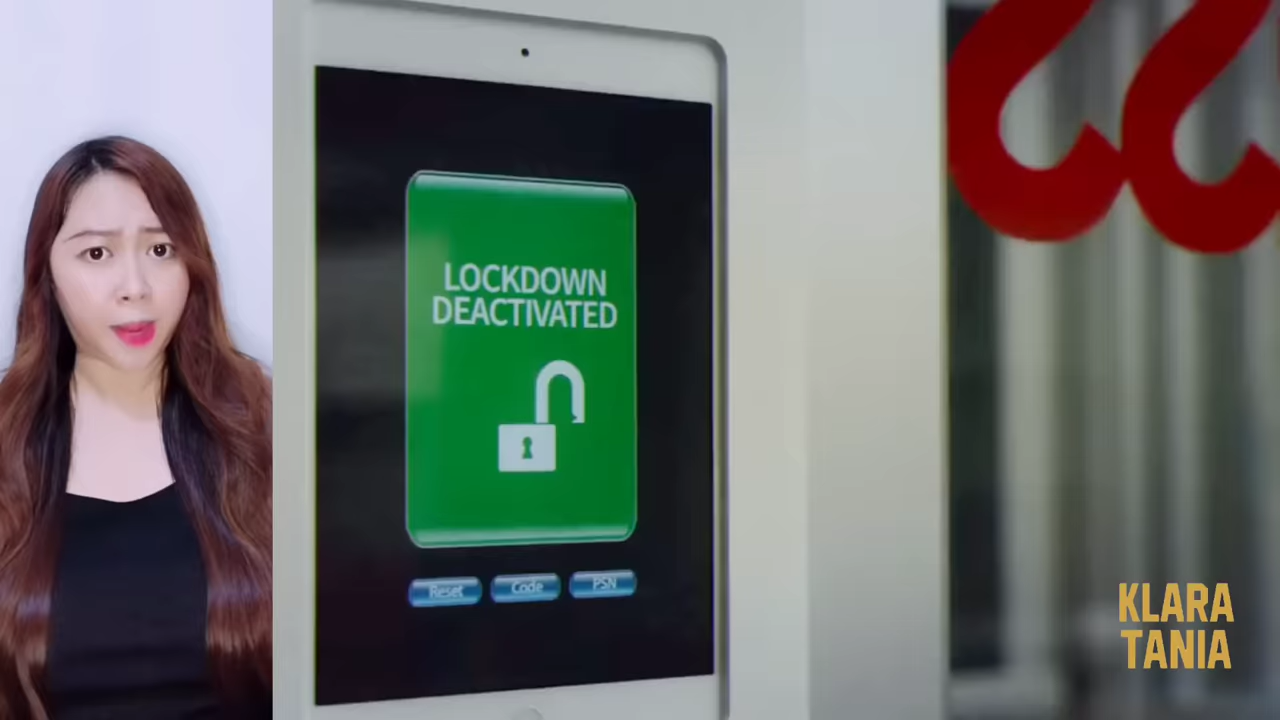 LOCKDOWN
DEACTIVATED
Reset
Code
PSN
KLARA
TANIA